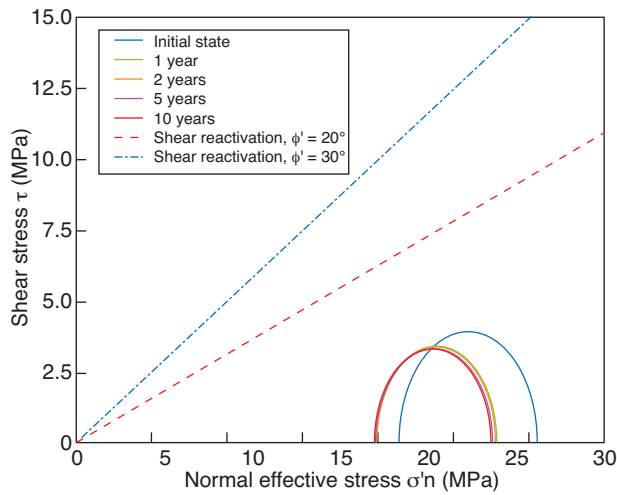 15.0
12.5
10.0
7.5
5.0
2.5
0
Shear stress τ (MPa)
Initial state
1 year
2 years
5 years
10 years
Shear reactivation, ϕ' = 20°
Shear reactivation, ϕ' = 30°
0 5 10 15 20 25 30
Normal effective stress σ'n (MPa)